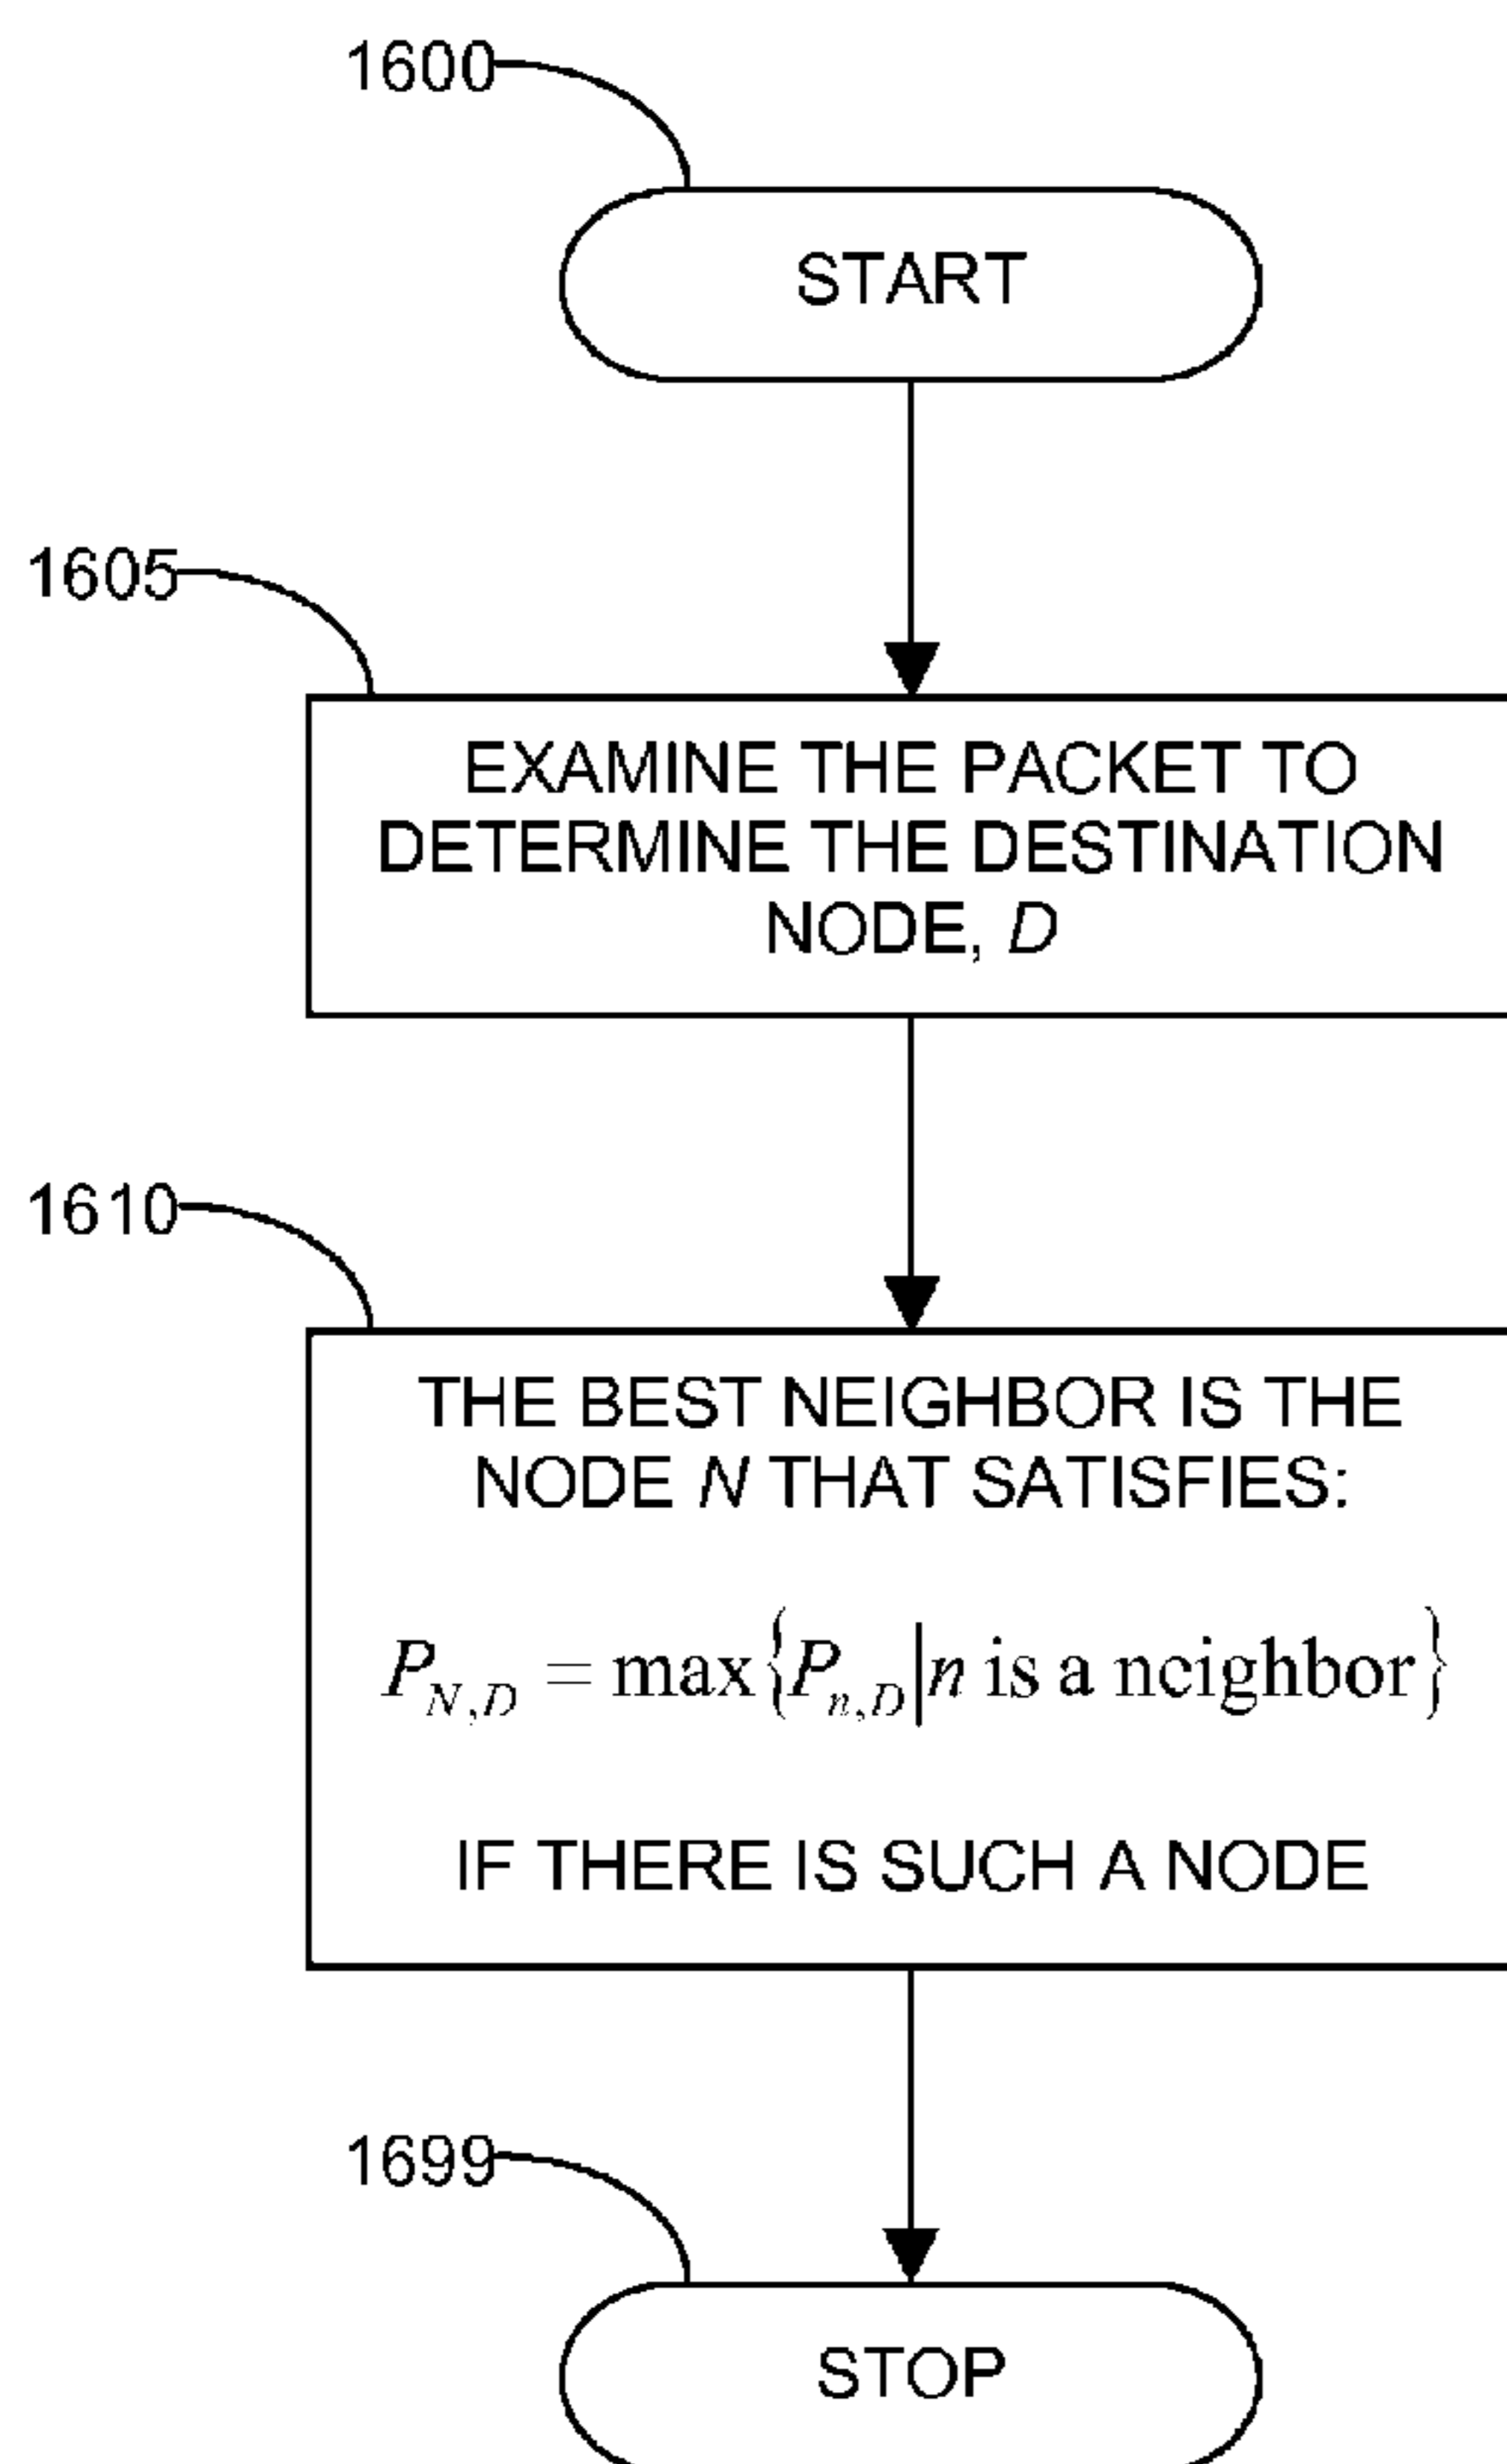 1600
START
1605
EXAMINE THE PACKET TO
DETERMINE THE DESTINATION
NODE, D
1610
THE BEST NEIGHBOR IS THE
NODE N THAT SATISFIES:
P_{N,D} = max{P_{n,D}|n is a neighbor}
IF THERE IS SUCH A NODE
1699
STOP